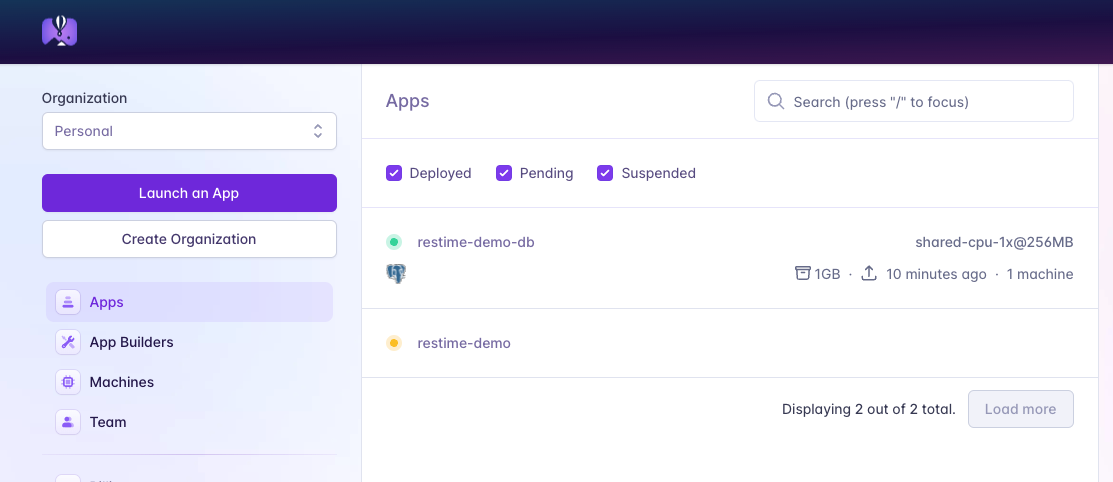 Organization
Personal
Launch an App
Create Organization
Apps
App Builders
Machines
Team
Apps
Search (press "/" to focus)
Deployed
Pending
Suspended
restime-demo-db
shared-cpu-1x@256MB
1GB · 10 minutes ago · 1 machine
restime-demo
Displaying 2 out of 2 total.
Load more